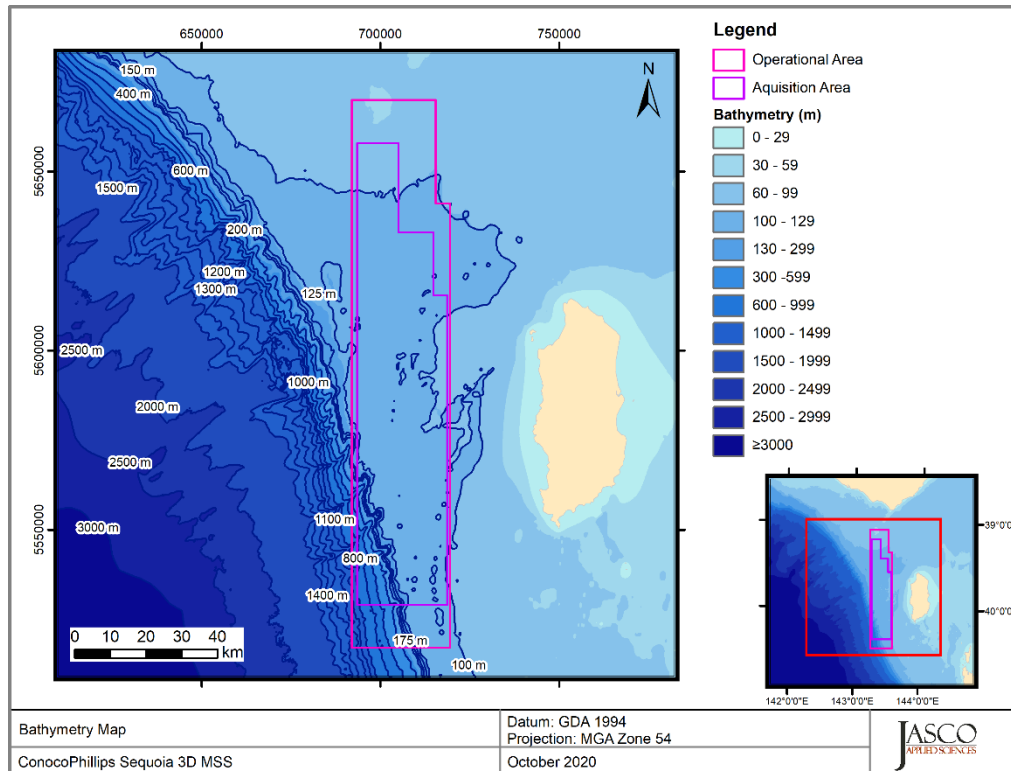 650000
700000
750000
5650000
5600000
5550000
150 m
400 m
600 m
1500 m
200 m
1200 m
1300 m
125 m
2500 m
1000 m
2000 m
2500 m
1100 m
3000 m
800 m
1400 m
175 m
100 m
N
0 10 20 30 40
km
Legend
Operational Area
Aquisition Area
Bathymetry (m)
0 - 29
30 - 59
60 - 99
100 - 129
130 - 299
300 -599
600 - 999
1000 - 1499
1500 - 1999
2000 - 2499
2500 - 2999
≥3000
39°0'0"S
40°0'0"S
142°0'0"E
143°0'0"E
144°0'0"E
Bathymetry Map
Datum: GDA 1994
Projection: MGA Zone 54
ConocoPhillips Sequoia 3D MSS
October 2020
JASCO
APPLIED SCIENCES